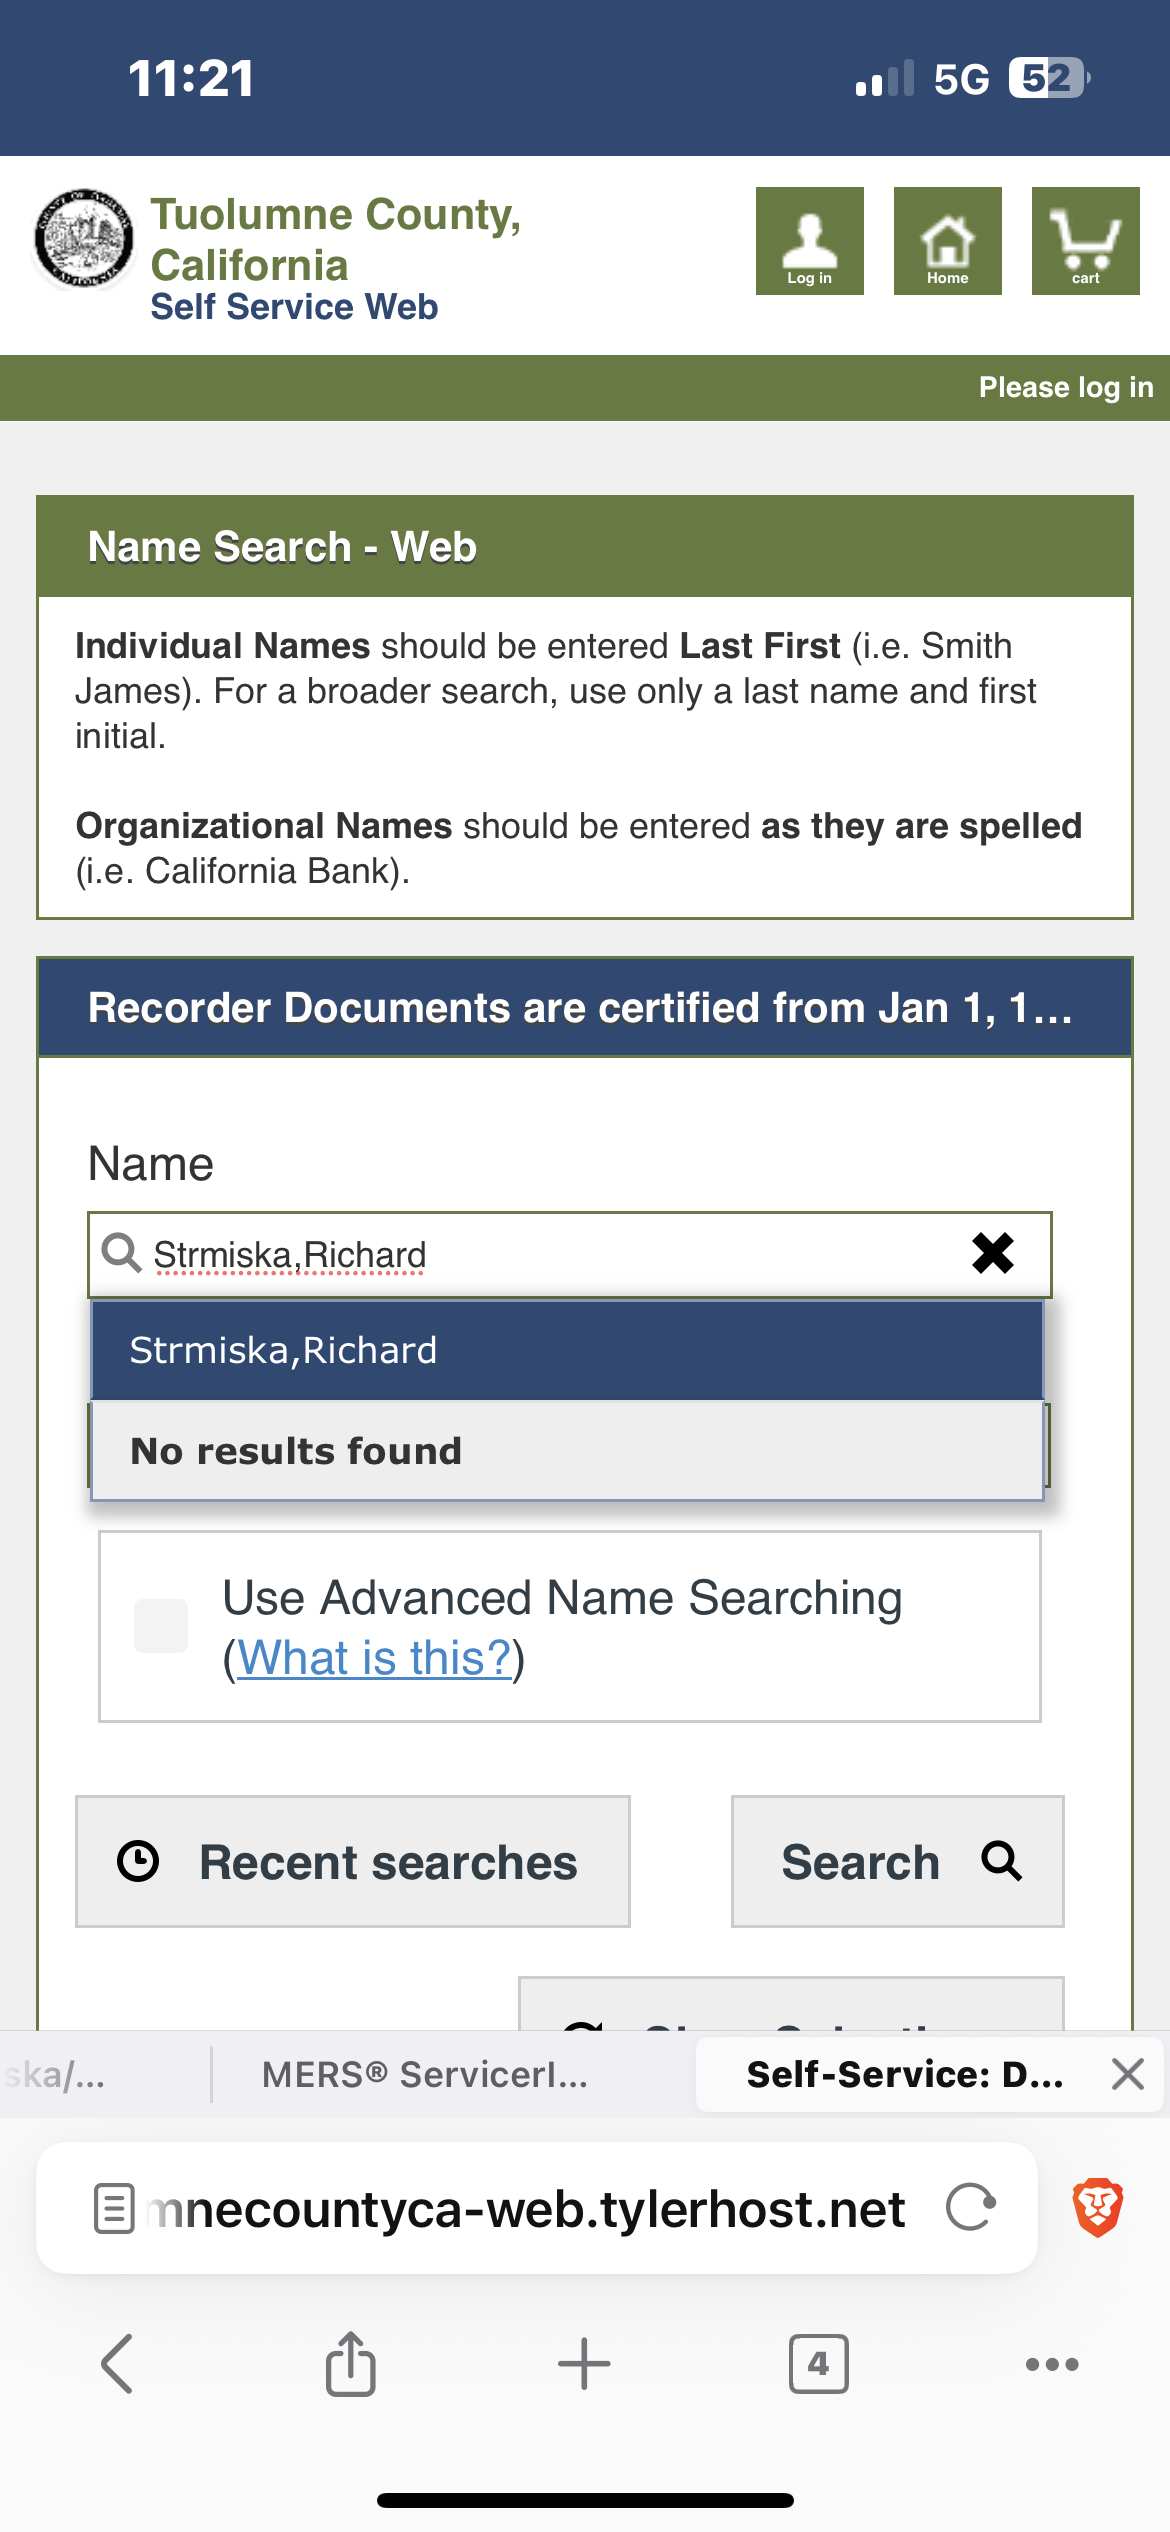 11:21
5G 52
Tuolumne County,
California
Self Service Web
Log in
Home
cart
Please log in
Name Search - Web
Individual Names should be entered Last First (i.e. Smith
James). For a broader search, use only a last name and first
initial.
Organizational Names should be entered as they are spelled
(i.e. California Bank).
Recorder Documents are certified from Jan 1, 1...
Name
Strmiska,Richard
Strmiska,Richard
No results found
Use Advanced Name Searching
(What is this?)
Recent searches
Search
ska/...
MERS® ServicerI...
Self-Service: D...
mnecountyca-web.tylerhost.net
4